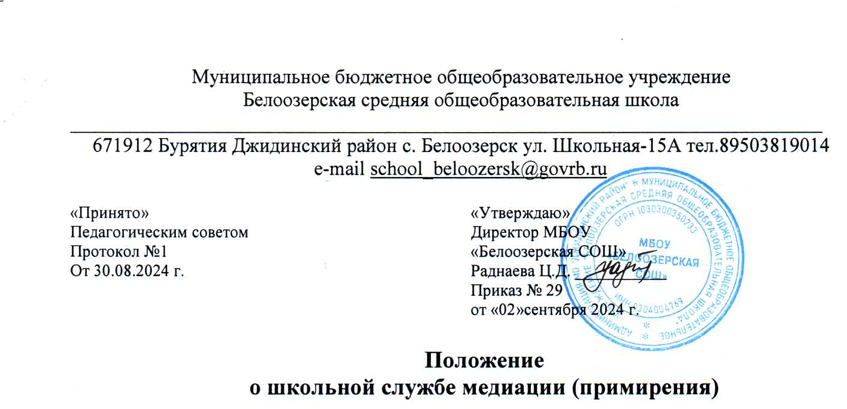 Муниципальное бюджетное общеобразовательное учреждение
Белоозерская средняя общеобразовательная школа
671912 Бурятия Джидинский район с. Белоозерск ул. Школьная-15А тел.89503819014
e-mail school_beloozersk@govrb.ru
«Принято»
Педагогическим советом
Протокол №1
От 30.08.2024 г.
«Утверждаю»
Директор МБОУ
«Белоозерская СОШ»
Раднаева Ц.Д.
Приказ № 29
от «02»сентября 2024 г.
МБОУ
«БЕЛООЗЕРСКАЯ
СОШ»
Положение
о школьной службе медиации (примирения)